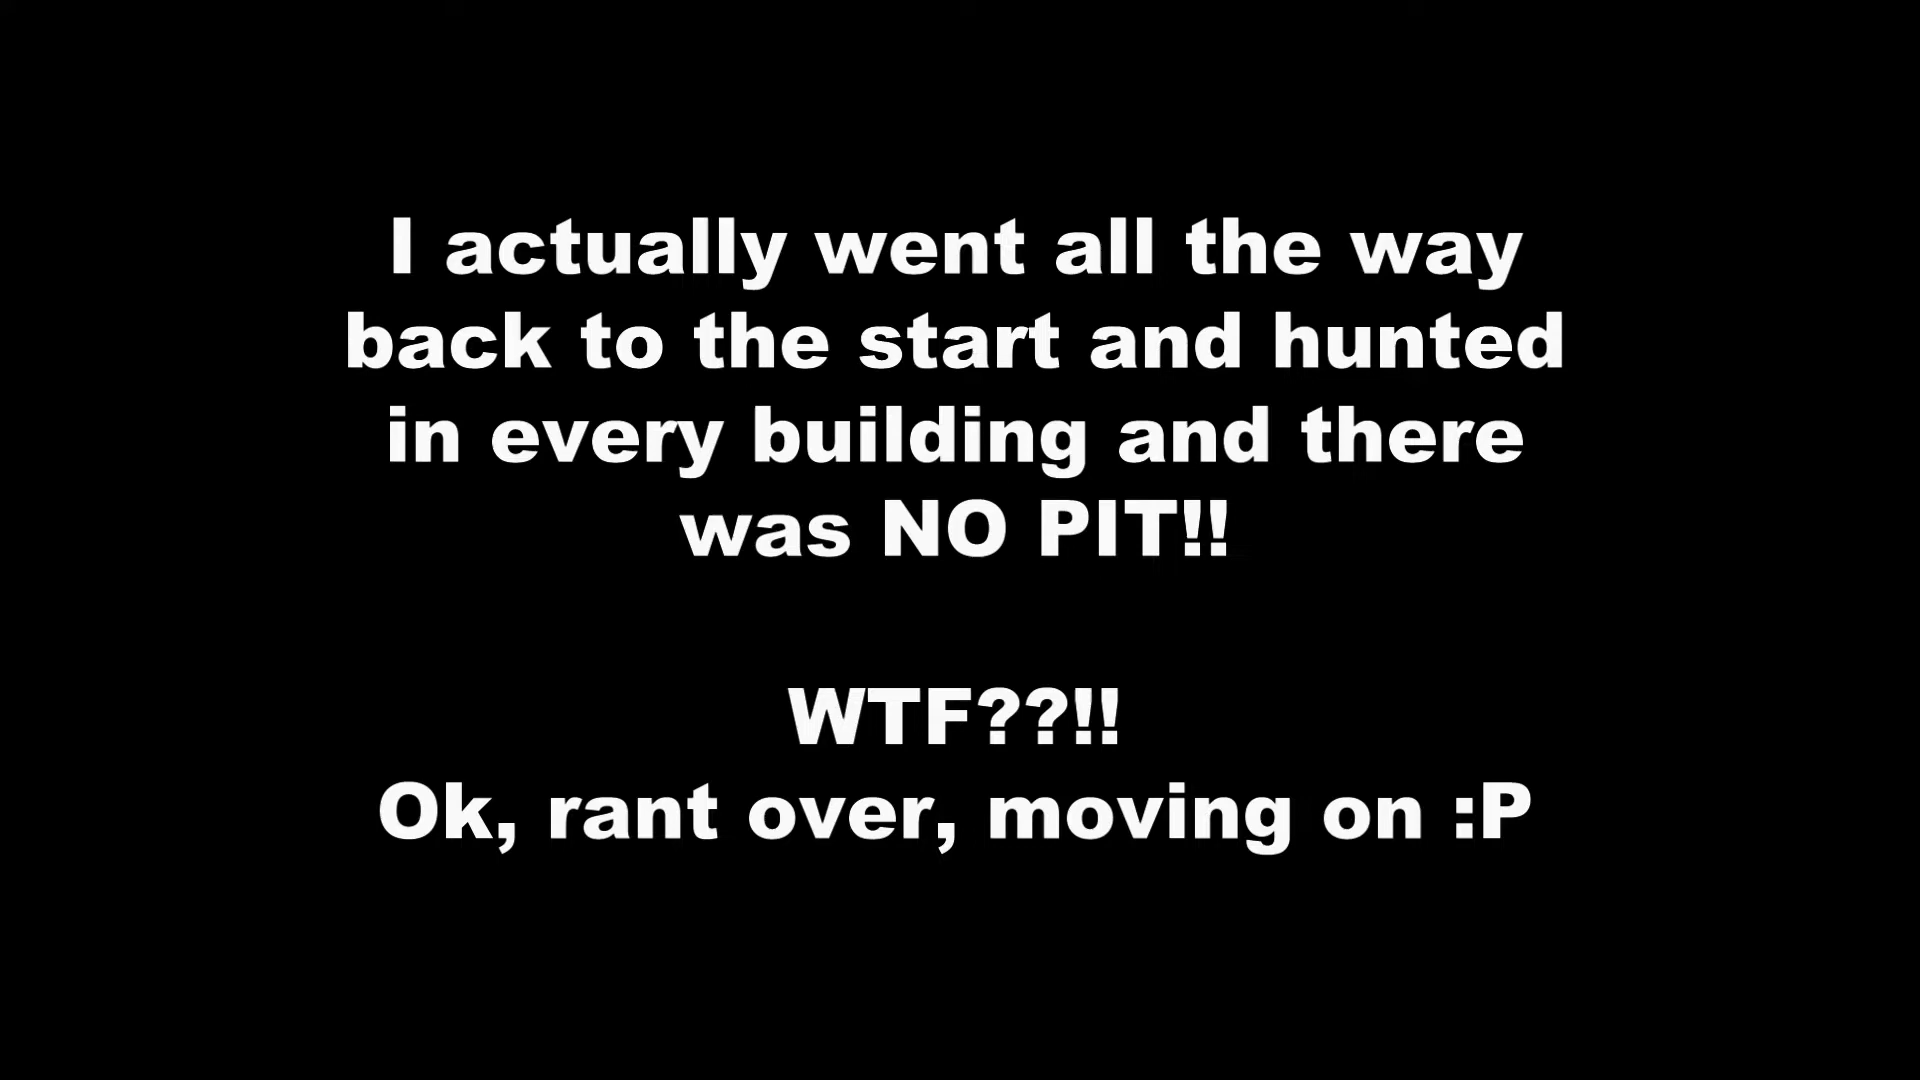 I actually went all the way
back to the start and hunted
in every building and there
was NO PIT!!
WTF??!!
Ok, rant over, moving on :P